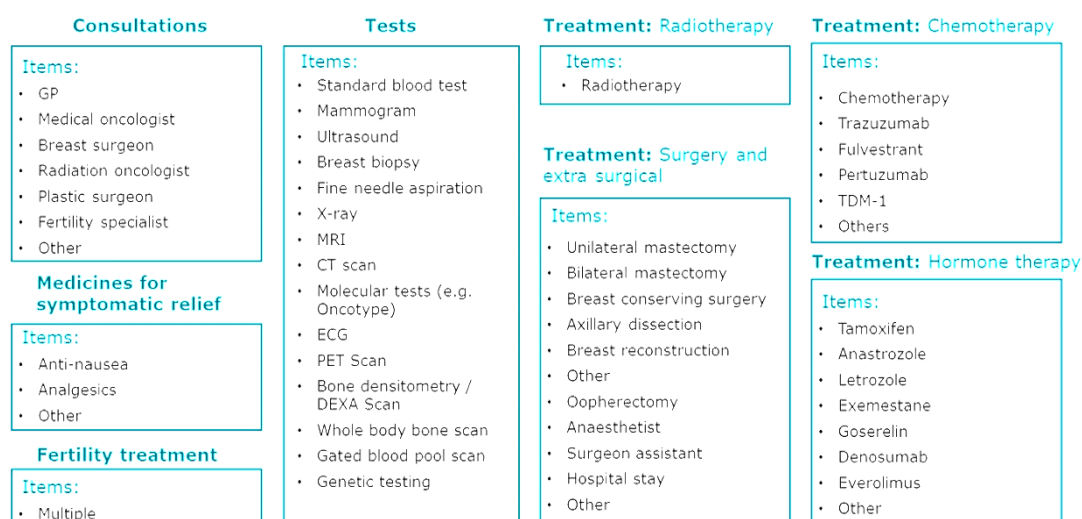 Consultations
Items:
• GP
• Medical oncologist
• Breast surgeon
• Radiation oncologist
• Plastic surgeon
• Fertility specialist
• Other
Medicines for
symptomatic relief
Items:
• Anti-nausea
• Analgesics
• Other
Fertility treatment
Items:
• Multiple
Tests
Items:
• Standard blood test
• Mammogram
• Ultrasound
• Breast biopsy
• Fine needle aspiration
• X-ray
• MRI
• CT scan
• Molecular tests (e.g.
Oncotype)
• ECG
• PET Scan
• Bone densitometry /
DEXA Scan
• Whole body bone scan
• Gated blood pool scan
• Genetic testing
Treatment: Radiotherapy
Items:
• Radiotherapy
Treatment: Surgery and
extra surgical
Items:
• Unilateral mastectomy
• Bilateral mastectomy
• Breast conserving surgery
• Axillary dissection
• Breast reconstruction
• Other
• Oopherectomy
• Anaesthetist
• Surgeon assistant
• Hospital stay
• Other
Treatment: Chemotherapy
Items:
• Chemotherapy
• Trazuzumab
• Fulvestrant
• Pertuzumab
• TDM-1
• Others
Treatment: Hormone therapy
Items:
• Tamoxifen
• Anastrozole
• Letrozole
• Exemestane
• Goserelin
• Denosumab
• Everolimus
• Other